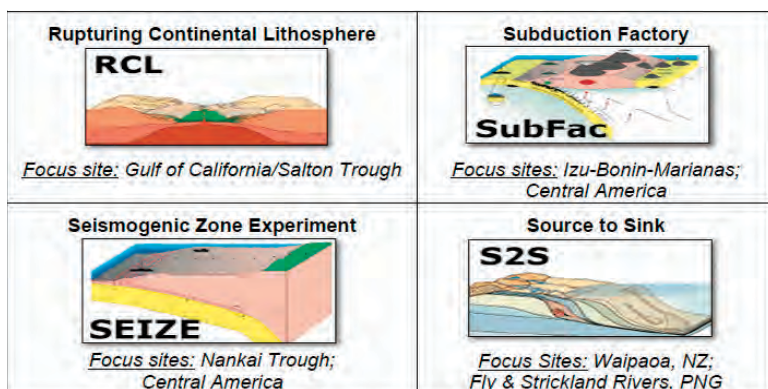 Rupturing Continental Lithosphere
RCL
Focus site: Gulf of California/Salton Trough
Subduction Factory
SubFac
Focus sites: Izu-Bonin-Marianas;
Central America
Seismogenic Zone Experiment
SEIZE
Focus sites: Nankai Trough;
Central America
Source to Sink
S2S
Focus Sites: Waipaoa, NZ;
Fly & Strickland Rivers, PNG